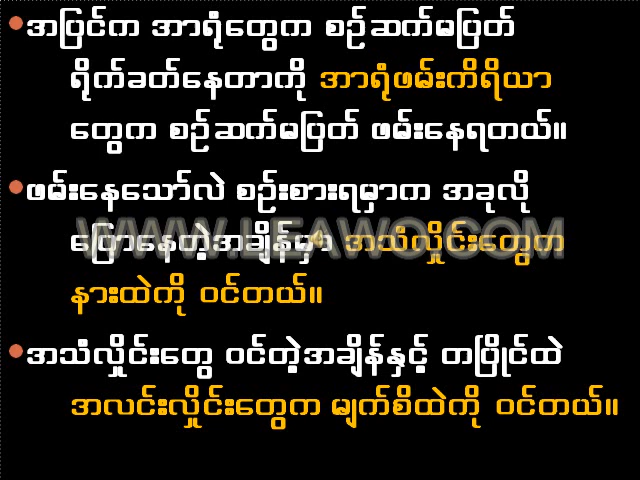 •အပြင်က အာရုံတွေက စဉ်ဆက်မပြတ်
ရိုက်ခတ်နေတာကို အာရုံဖမ်းကိရိယာ
တွေက စဉ်ဆက်မပြတ် ဖမ်းနေရတယ်။
•ဖမ်းနေသော်လဲ စဉ်းစားရမှာက အခုလို
WWW.LEAWO.COM
ပြောနေတဲ့အချိန်မှာ အသံလှိုင်းတွေက
နားထဲကို ဝင်တယ်။
•အသံလှိုင်းတွေ ဝင်တဲ့အချိန်နှင့် တပြိုင်ထဲ
အလင်းလှိုင်းတွေက မျက်စိထဲကို ဝင်တယ်။